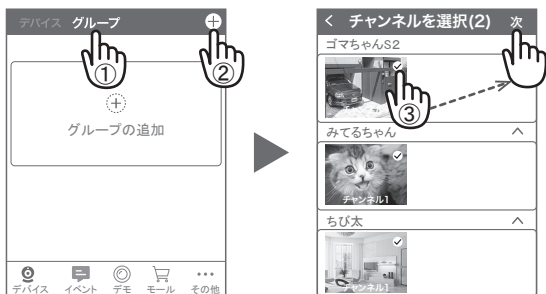 デバイス グループ
①
②
グループの追加
デバイス イベント デモ モール その他
チャンネルを選択(2) 次
ゴマちゃんS2
③
みてるちゃん
チャンネル1
ちび太
チャンネル1